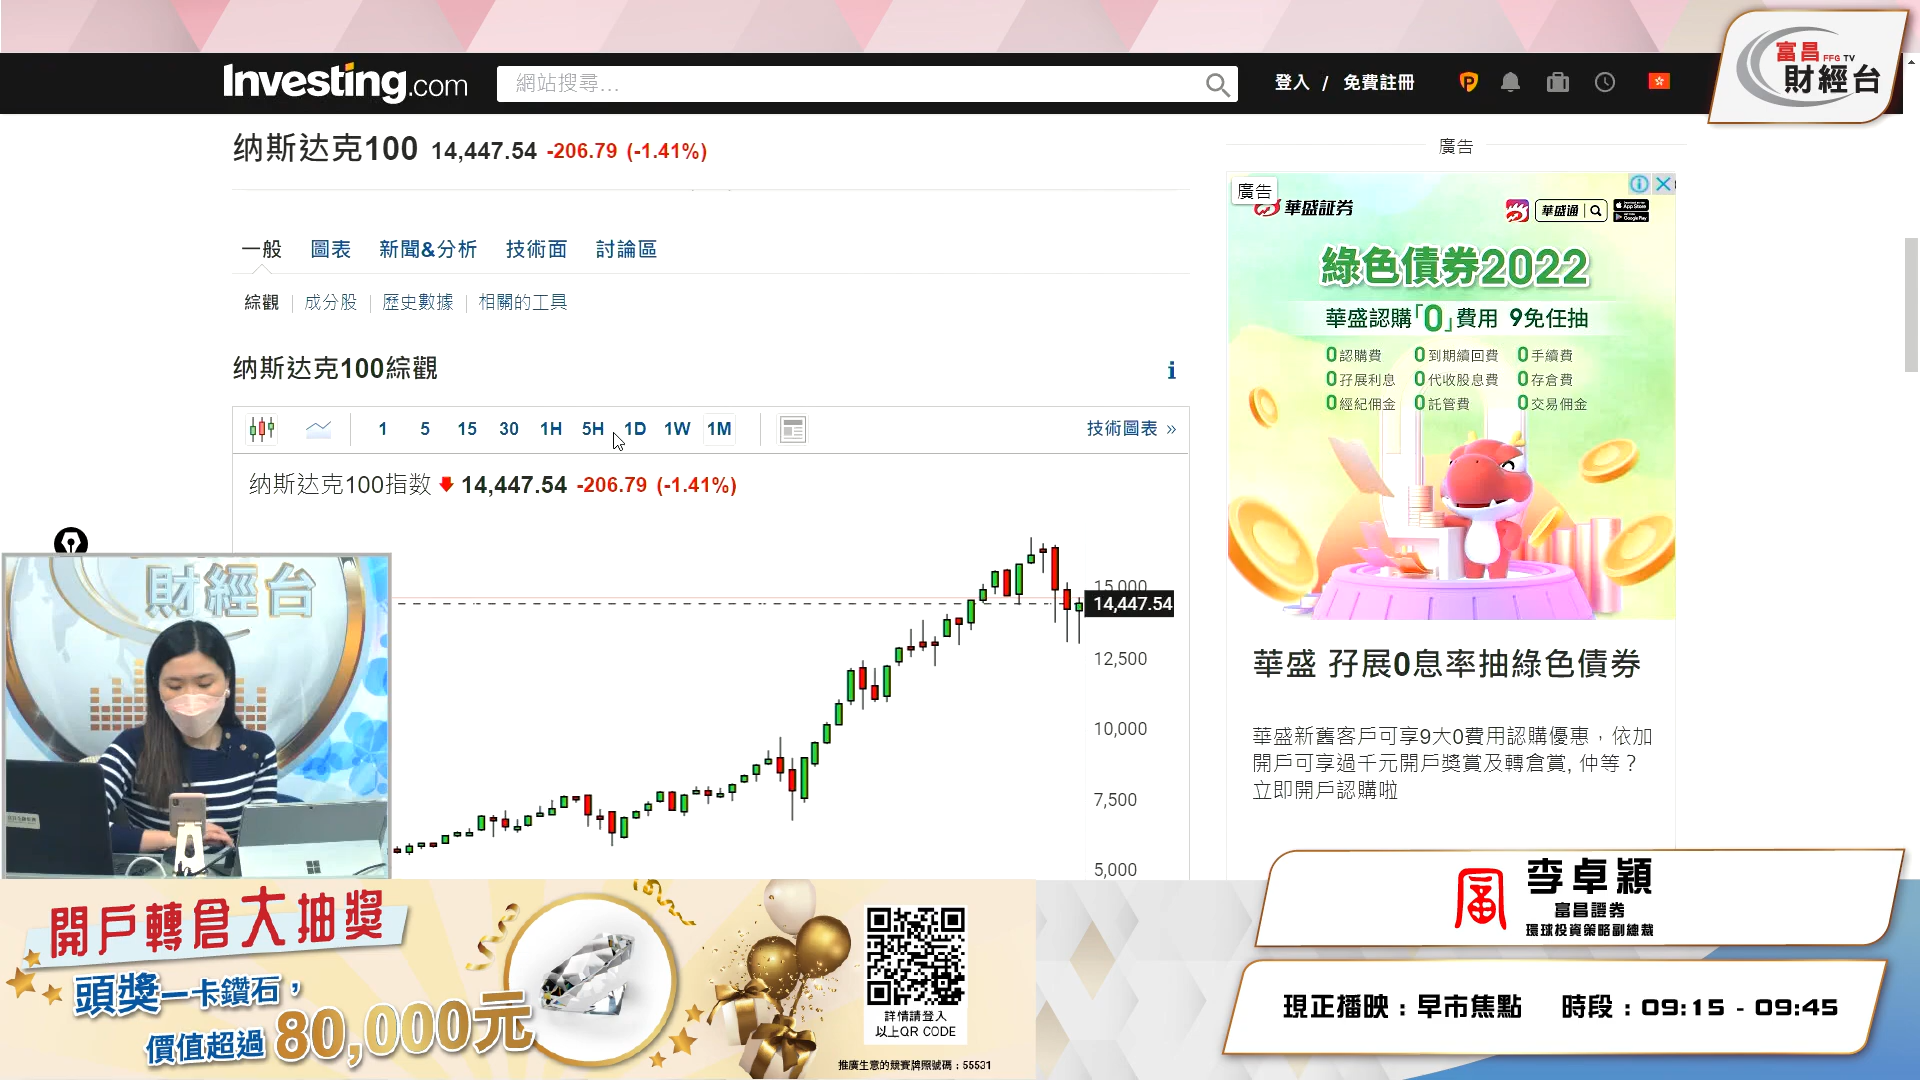 Investing.com
網站搜尋...
登入 / 免費註冊
富昌 FFG TV
財經台
纳斯达克100 14,447.54 -206.79 (-1.41%)
廣告
一般 圖表 新聞&分析 技術面 討論區
綜觀 成分股 歷史數據 相關的工具
纳斯达克100綜觀
1 5 15 30 1H 5H 1D 1W 1M
技術圖表 »
纳斯达克100指数 14,447.54 -206.79 (-1.41%)
15,000
14,447.54
12,500
10,000
7,500
5,000
廣告
華盛証券
華盛通
App Store
Google Play
綠色債券2022
華盛認購「0」費用 9免任抽
0認購費 0到期續回費 0手續費
0孖展利息 0代收股息費 0存倉費
0經紀佣金 0託管費 0交易佣金
華盛 孖展0息率抽綠色債券
華盛新舊客戶可享9大0費用認購優惠，依加
開戶可享過千元開戶獎賞及轉倉賞, 仲等？
立即開戶認購啦
財經台
開戶轉倉大抽獎
頭獎一卡鑽石，
價值超過 80,000元
詳情請登入
以上QR CODE
推廣生意的競賽牌照號碼：55531
李卓穎
富昌證券
環球投資策略副總裁
現正播映：早市焦點 時段：09:15 - 09:45